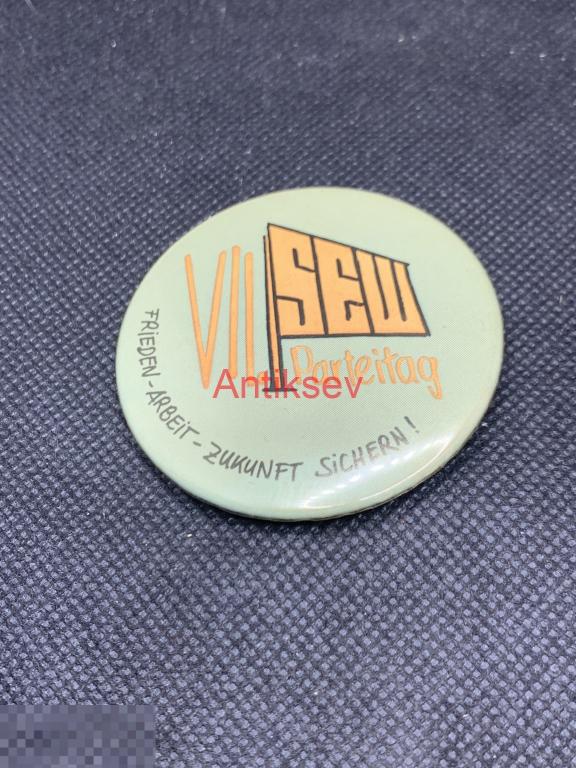 VII.
SEW
Parteitag
Antiksev
FRIEDEN - ARBEIT - ZUKUNFT SICHERN!